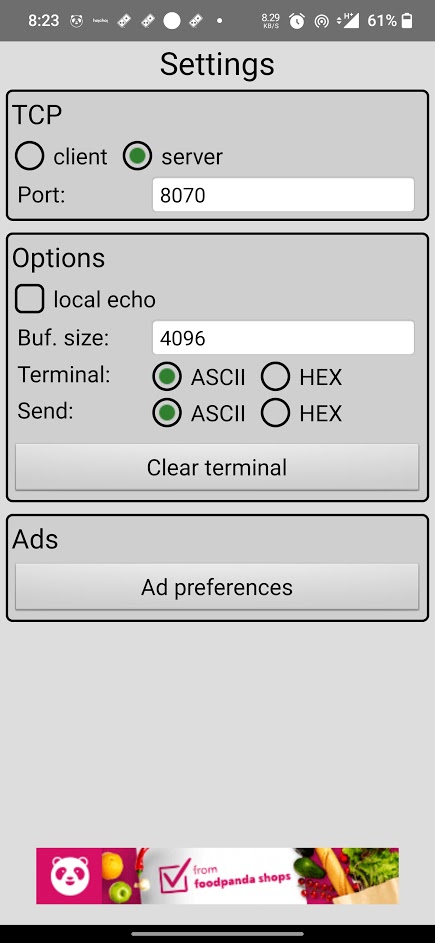 8:23 8.29 KB/S H+ 61%
Settings
TCP
client server
Port: 8070
Options
local echo
Buf. size: 4096
Terminal: ASCII HEX
Send: ASCII HEX
Clear terminal
Ads
Ad preferences
from
foodpanda shops